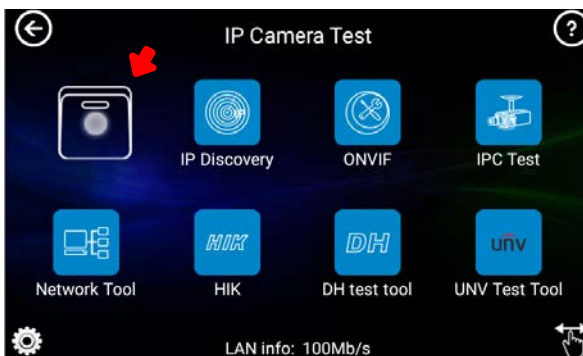 IP Camera Test
?
IP
IP Discovery
ONVIF
IPC Test
HIK
DH
unv
Network Tool
HIK
DH test tool
UNV Test Tool
LAN info: 100Mb/s